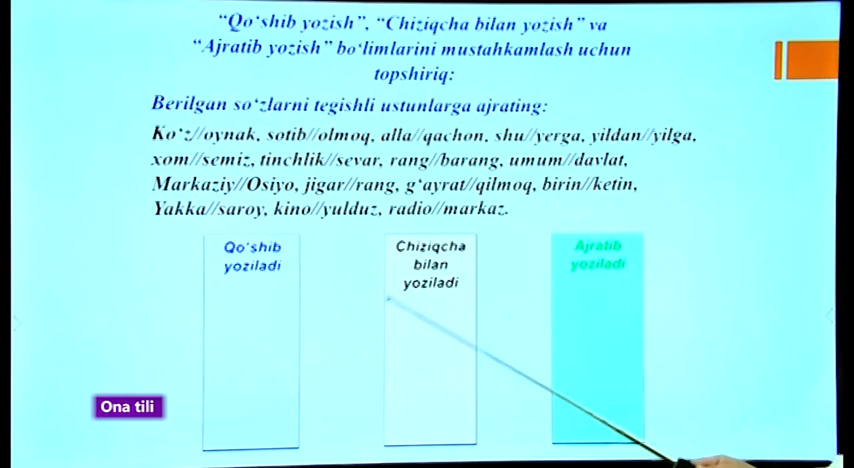 “Qo‘shib yozish”, “Chiziqcha bilan yozish” va
“Ajratib yozish” bo‘limlarini mustahkamlash uchun
topshiriq:
Berilgan so‘zlarni tegishli ustunlarga ajrating:
Ko‘z//oynak, sotib//olmoq, alla//qachon, shu//yerga, yildan//yilga,
xom//semiz, tinchlik//sevar, rang//barang, umum//davlat,
Markaziy//Osiyo, jigar//rang, g‘ayrat//qilmoq, birin//ketin,
Yakka//saroy, kino//yulduz, radio//markaz.
Qo‘shib
yoziladi
Chiziqcha
bilan
yoziladi
Ajratib
yoziladi
Ona tili